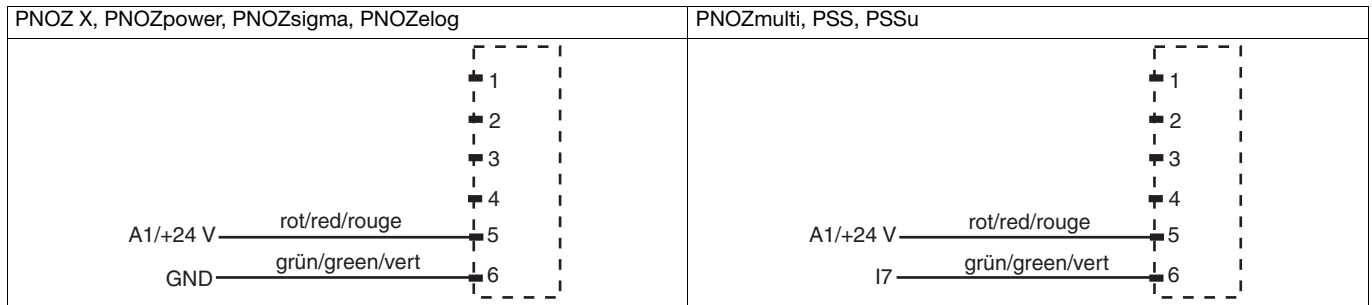 PNOZ X, PNOZpower, PNOZsigma, PNOZelog
1
2
3
4
A1/+24 V rot/red/rouge 5
GND grün/green/vert 6
PNOZmulti, PSS, PSSu
1
2
3
4
A1/+24 V rot/red/rouge 5
I7 grün/green/vert 6